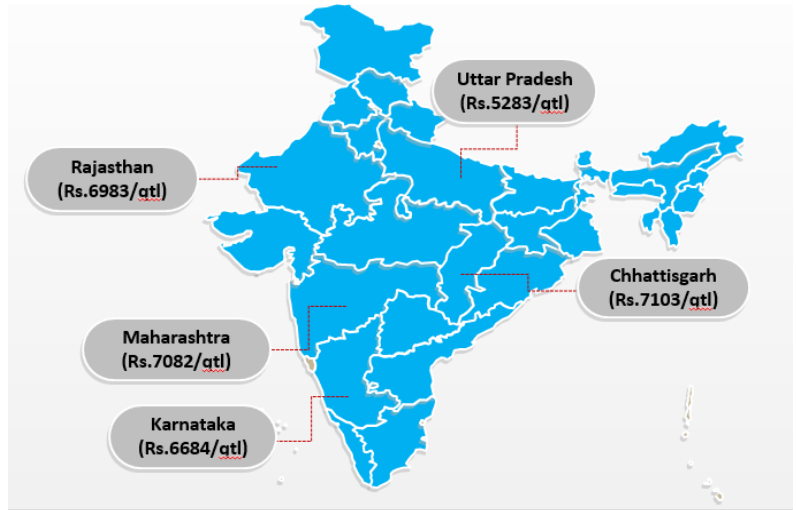 Uttar Pradesh
(Rs.5283/qtl)
Rajasthan
(Rs.6983/qtl)
Chhattisgarh
(Rs.7103/qtl)
Maharashtra
(Rs.7082/qtl)
Karnataka
(Rs.6684/qtl)